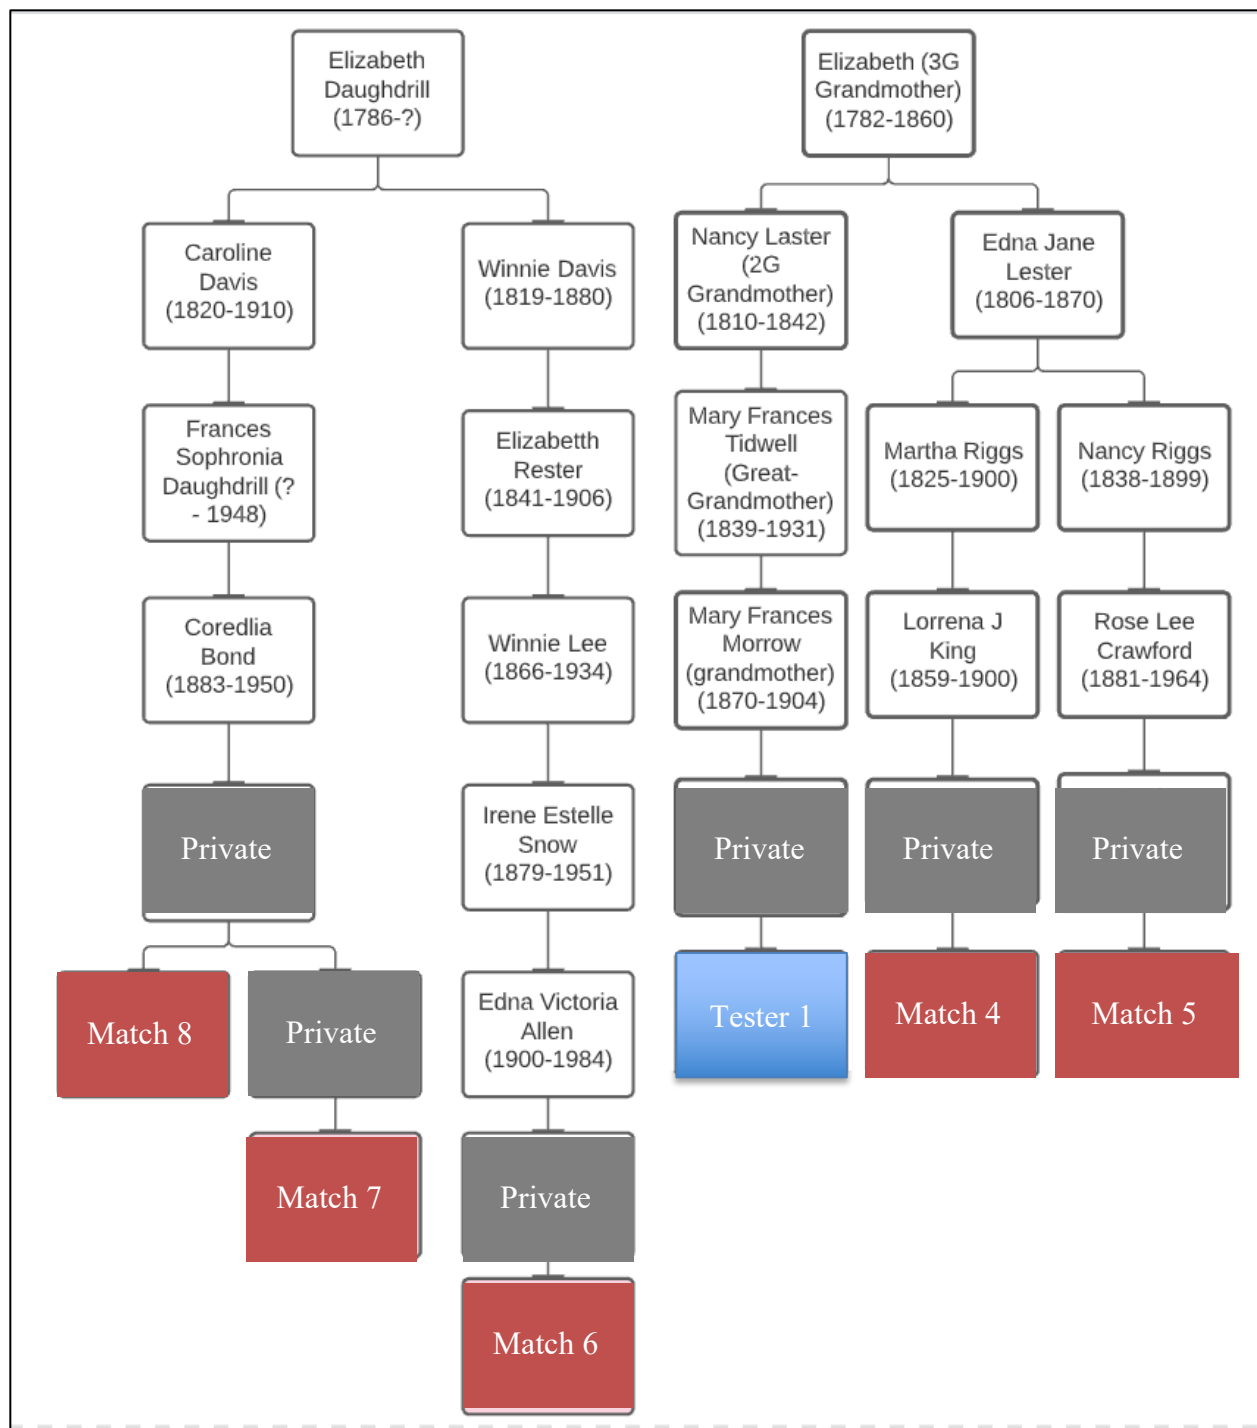 Elizabeth
Daughdrill
(1786-?)
Elizabeth (3G
Grandmother)
(1782-1860)
Caroline
Davis
(1820-1910)
Winnie Davis
(1819-1880)
Nancy Laster
(2G
Grandmother)
(1810-1842)
Edna Jane
Lester
(1806-1870)
Frances
Sophronia
Daughdrill (?
- 1948)
Elizabetth
Rester
(1841-1906)
Mary Frances
Tidwell
(Great-
Grandmother)
(1839-1931)
Martha Riggs
(1825-1900)
Nancy Riggs
(1838-1899)
Coredlia
Bond
(1883-1950)
Winnie Lee
(1866-1934)
Mary Frances
Morrow
(grandmother)
(1870-1904)
Lorrena J
King
(1859-1900)
Rose Lee
Crawford
(1881-1964)
Private
Irene Estelle
Snow
(1879-1951)
Private
Private
Private
Match 8
Private
Edna Victoria
Allen
(1900-1984)
Tester 1
Match 4
Match 5
Match 7
Private
Match 6